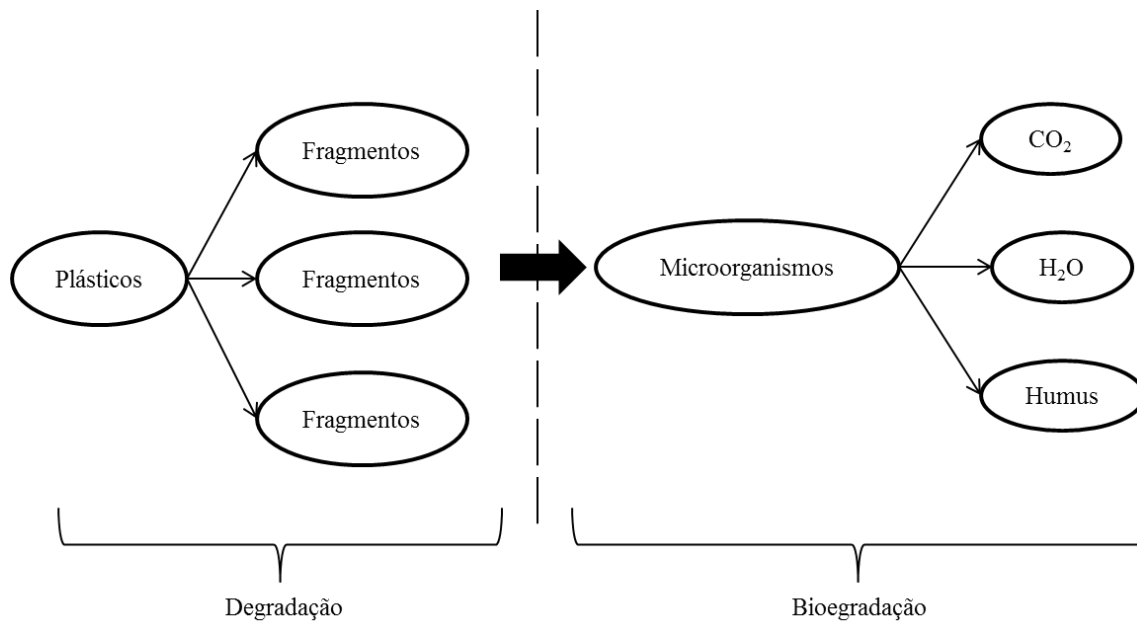 Plásticos
Fragmentos
Fragmentos
Fragmentos
Degradação
Microorganismos
CO₂
H₂O
Humus
Bioegradação